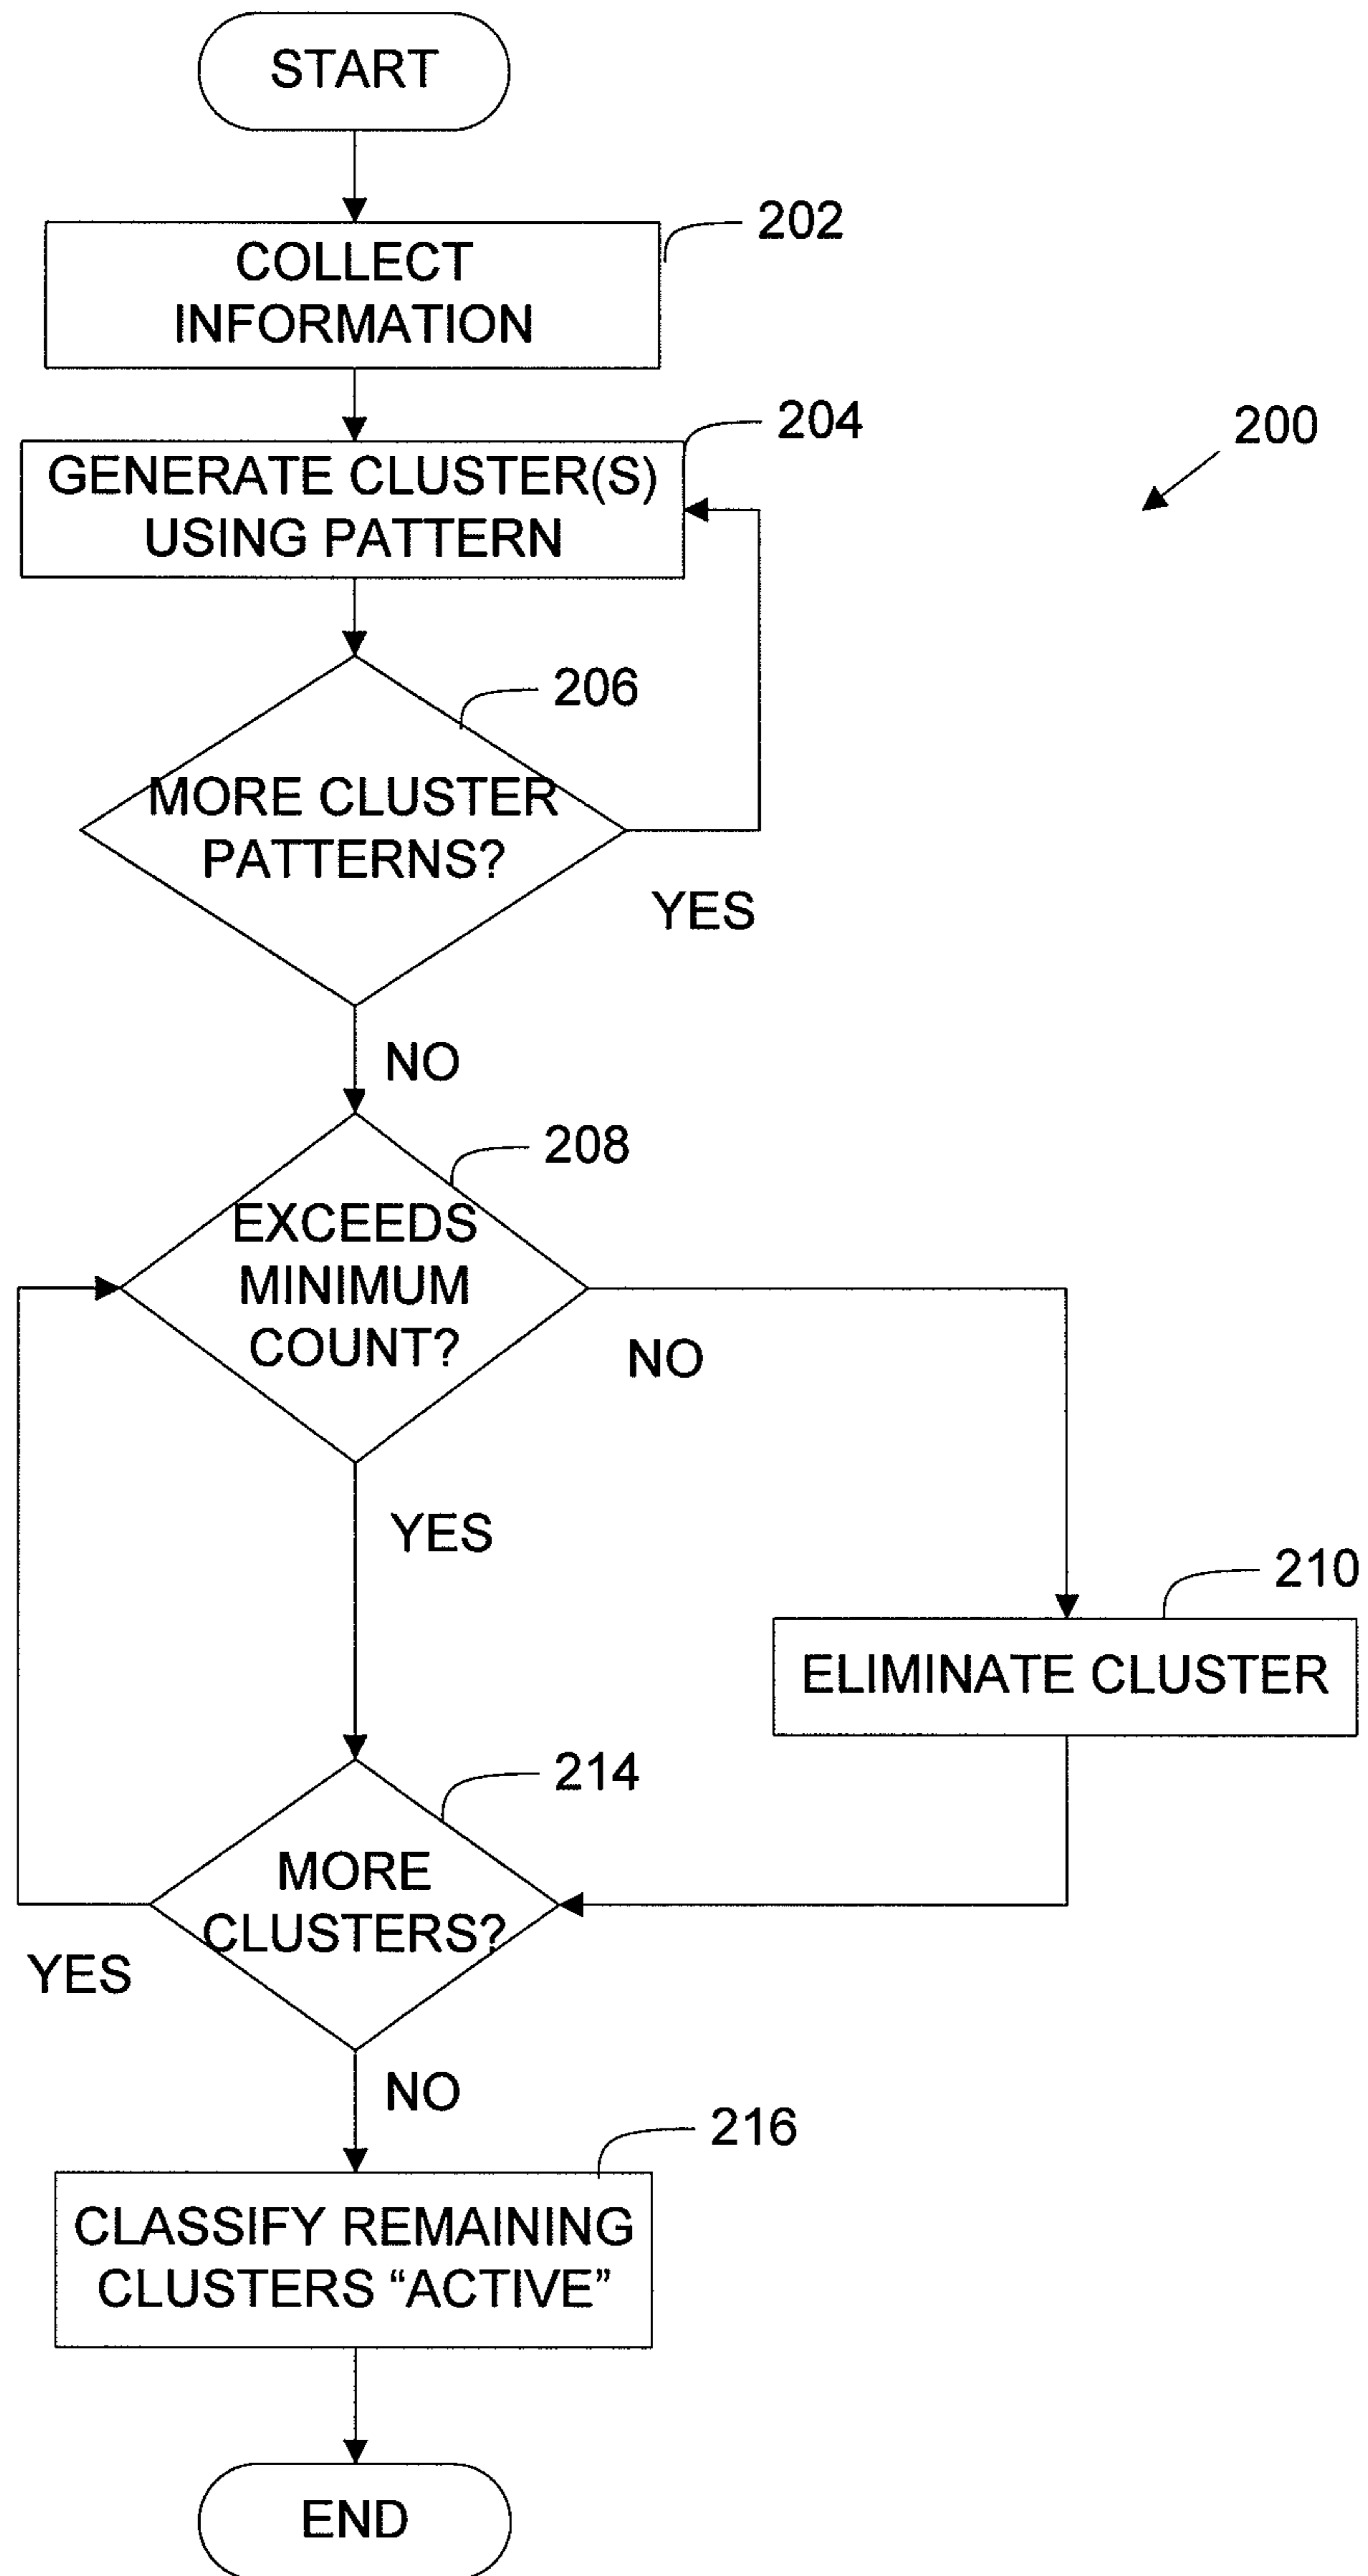 START
202
COLLECT
INFORMATION
204
200
GENERATE CLUSTER(S)
USING PATTERN
206
MORE CLUSTER
PATTERNS?
YES
NO
208
EXCEEDS
MINIMUM
COUNT?
NO
YES
210
ELIMINATE CLUSTER
214
MORE
CLUSTERS?
YES
NO
216
CLASSIFY REMAINING
CLUSTERS “ACTIVE”
END